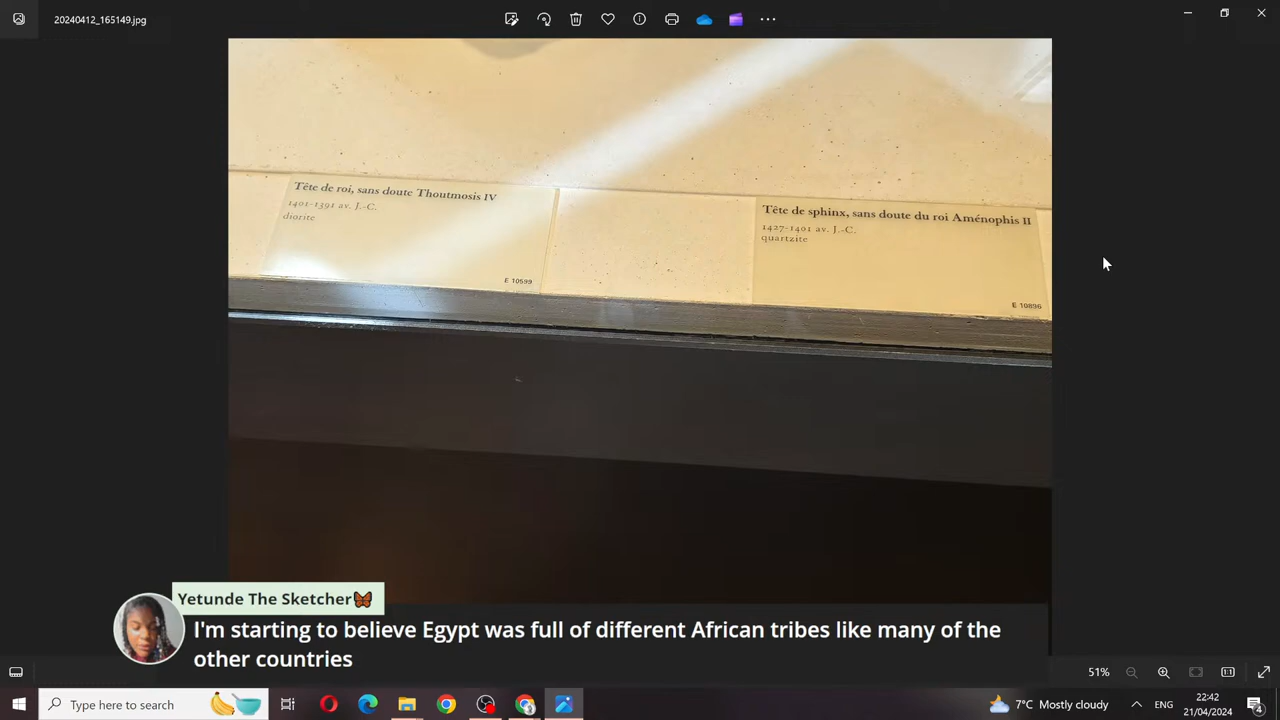 20240412_165149.jpg
Tête de roi, sans doute Thoutmosis IV
1401-1391 av. J.-C.
diorite
E 10599
Tête de sphinx, sans doute du roi Aménophis II
1427-1401 av. J.-C.
quartzite
E 10896
Yetunde The Sketcher🦋
I'm starting to believe Egypt was full of different African tribes like many of the
other countries
51%
Type here to search
7°C Mostly cloudy
ENG
22:42
21/04/2024
4